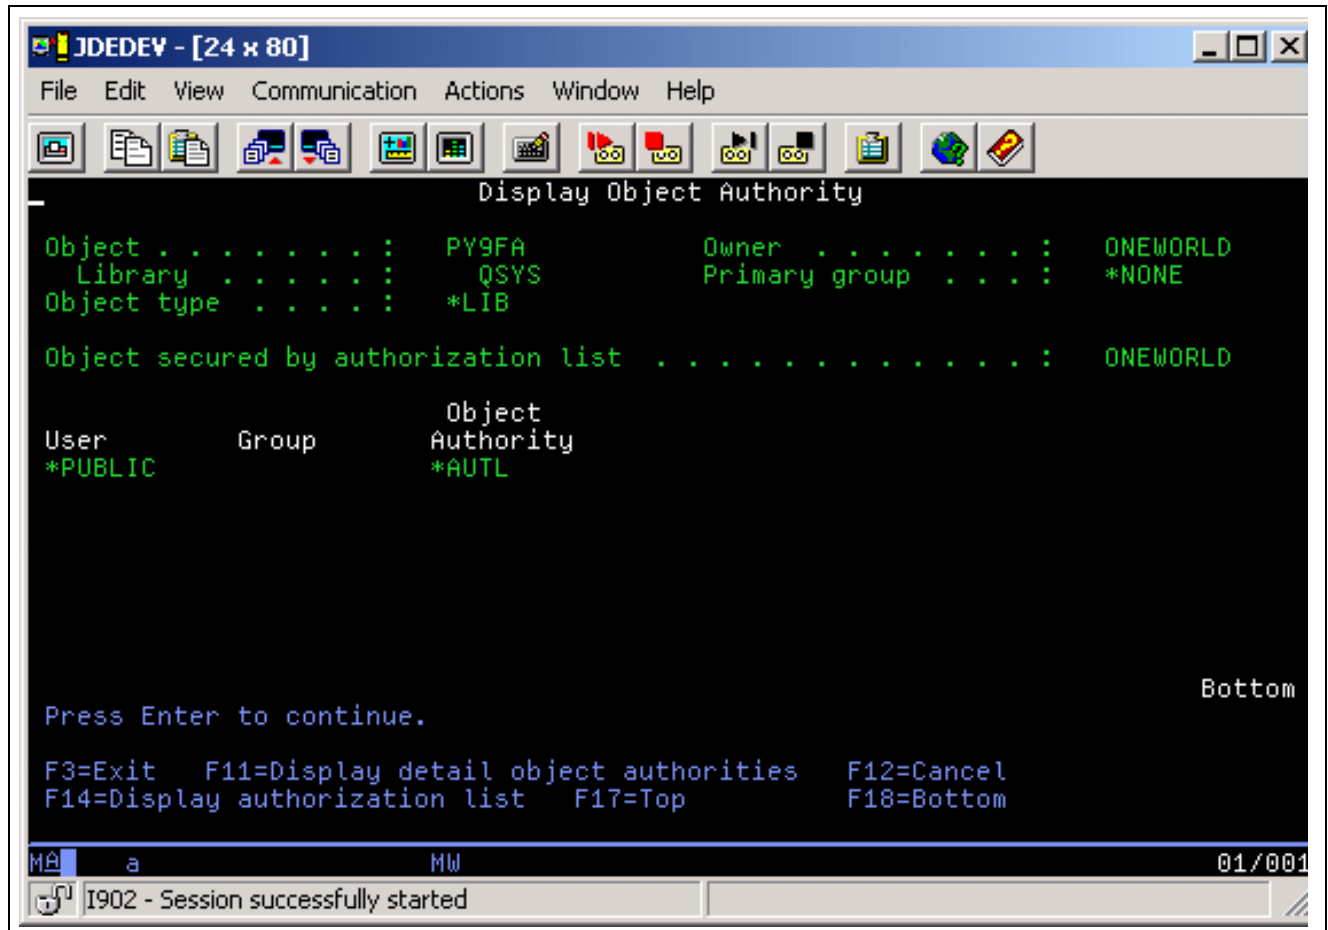 JDEDEV - [24 x 80]
File Edit View Communication Actions Window Help
Display Object Authority
Object . . . . . . . : PY9FA Owner . . . . . . . : ONEWORLD
Library . . . . . : QSYS Primary group . . . : *NONE
Object type . . . . : *LIB
Object secured by authorization list . . . . . . . . . . . . : ONEWORLD
Object
User Group Authority
*PUBLIC *AUTL
Bottom
Press Enter to continue.
F3=Exit F11=Display detail object authorities F12=Cancel
F14=Display authorization list F17=Top F18=Bottom
MA a MW 01/001
I902 - Session successfully started